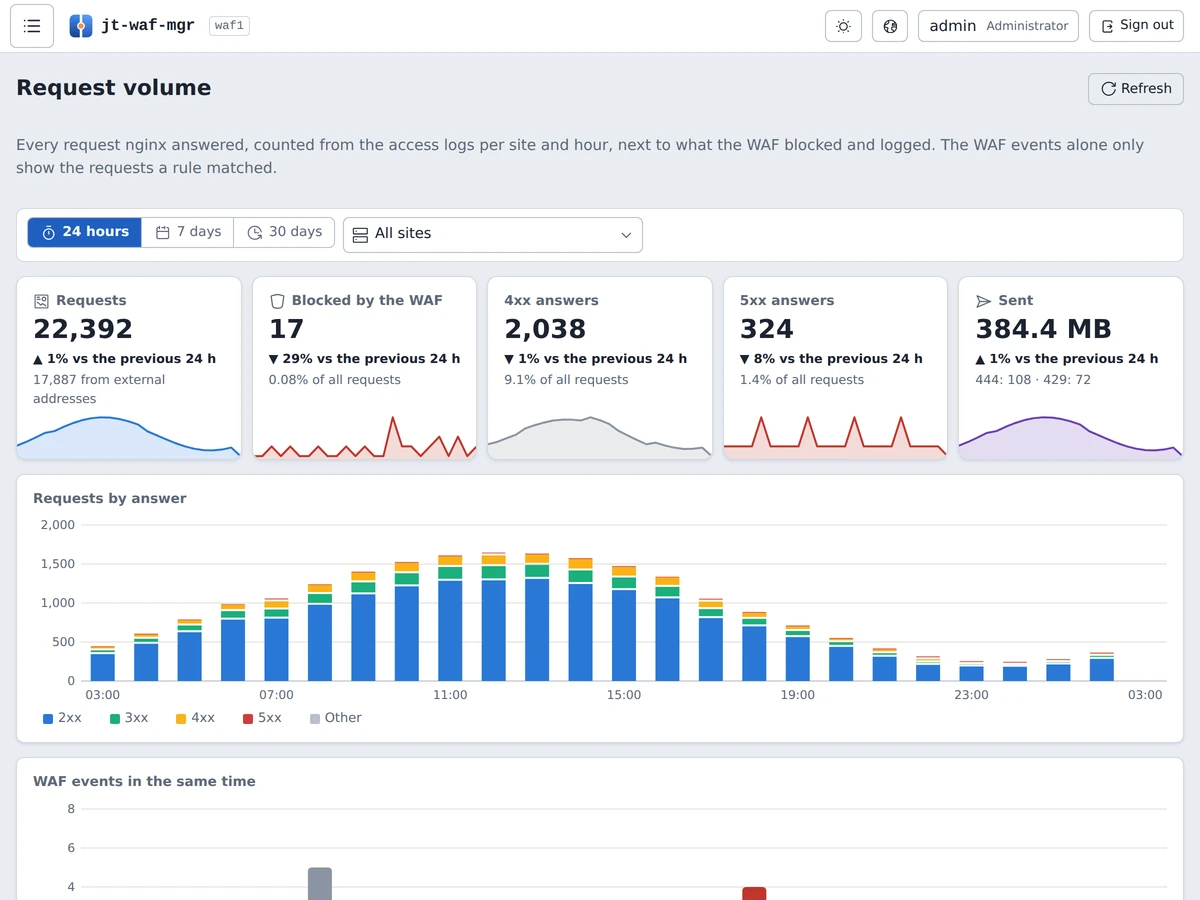 jt-waf-mgr waf1 admin Administrator Sign out
Request volume Refresh
Every request nginx answered, counted from the access logs per site and hour, next to what the WAF blocked and logged. The WAF events alone only
show the requests a rule matched.
24 hours 7 days 30 days All sites
Requests
22,392
▲ 1% vs the previous 24 h
17,887 from external
addresses
Blocked by the WAF
17
▼ 29% vs the previous 24 h
0.08% of all requests
4xx answers
2,038
▼ 1% vs the previous 24 h
9.1% of all requests
5xx answers
324
▼ 8% vs the previous 24 h
1.4% of all requests
Sent
384.4 MB
▲ 1% vs the previous 24 h
444: 108 · 429: 72
Requests by answer
2,000
1,500
1,000
500
0
03:00 07:00 11:00 15:00 19:00 23:00 03:00
2xx 3xx 4xx 5xx Other
WAF events in the same time
8
6
4